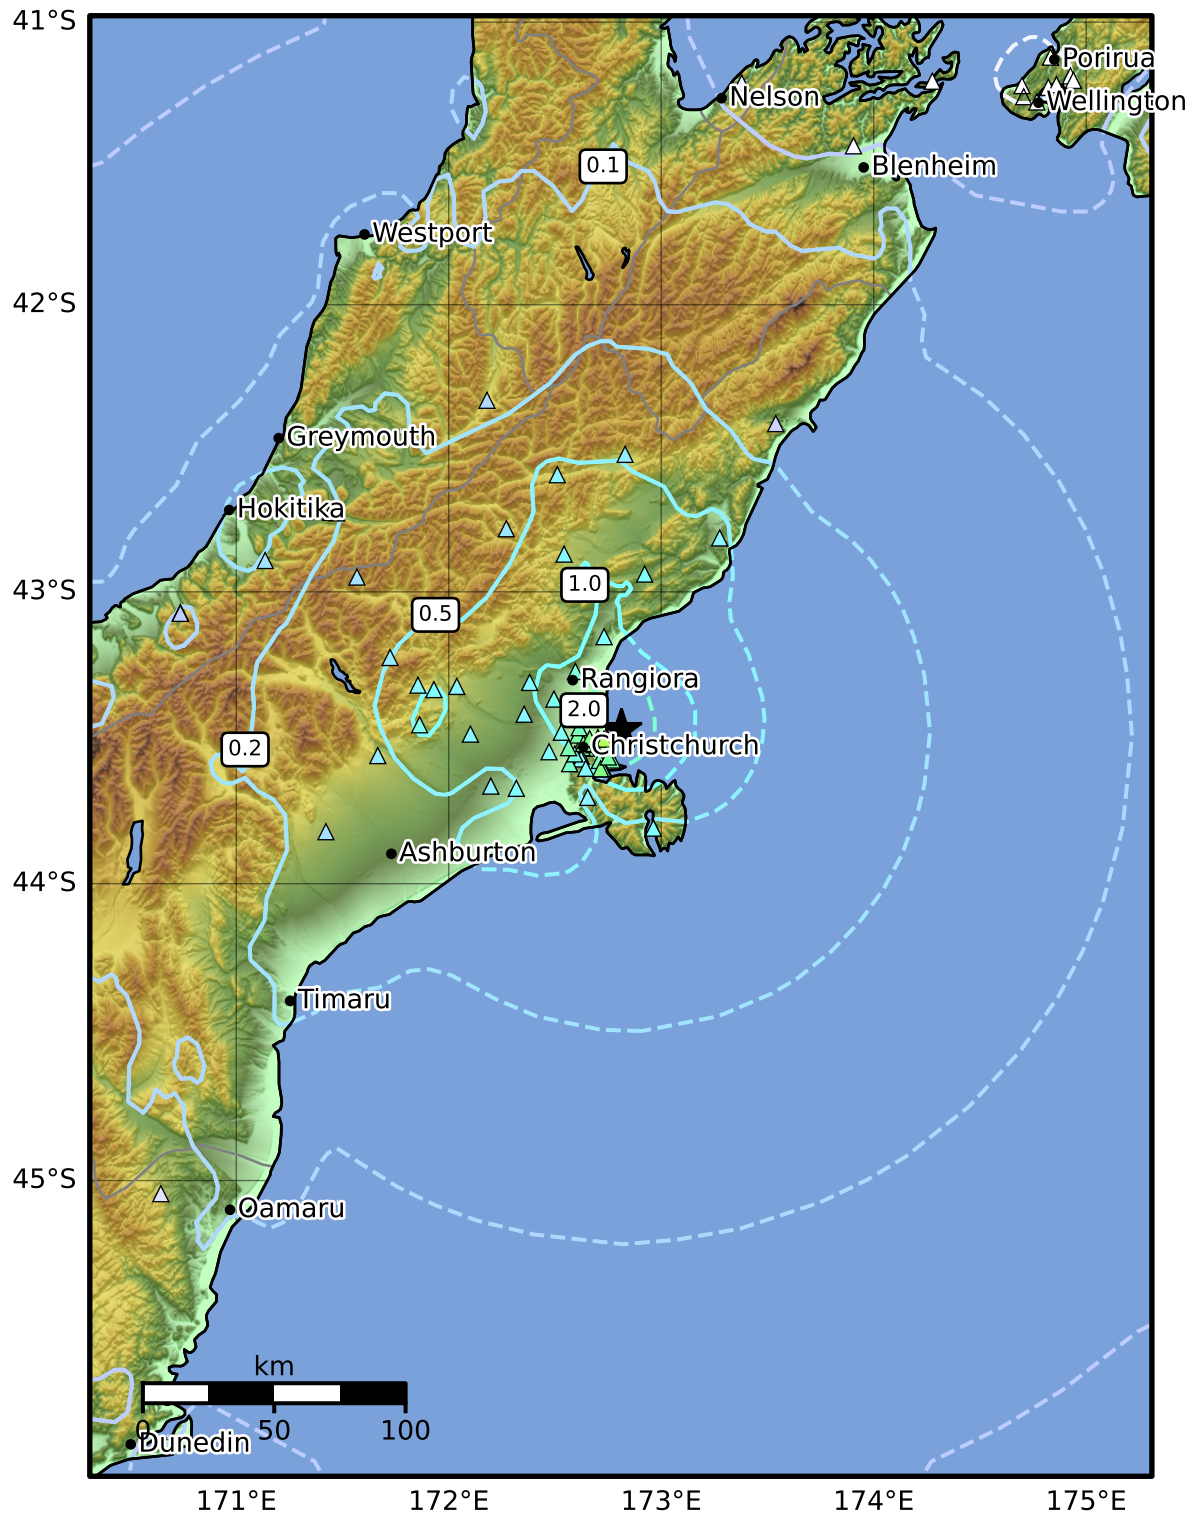 41°S
Porirua
Nelson
Wellington
0.1
Blenheim
Westport
42°S
Greymouth
Hokitika
1.0
43°S
0.5
Rangiora
2.0
Christchurch
0.2
Ashburton
44°S
Timaru
45°S
Oamaru
km
0 50 100
Dunedin
171°E 172°E 173°E 174°E 175°E